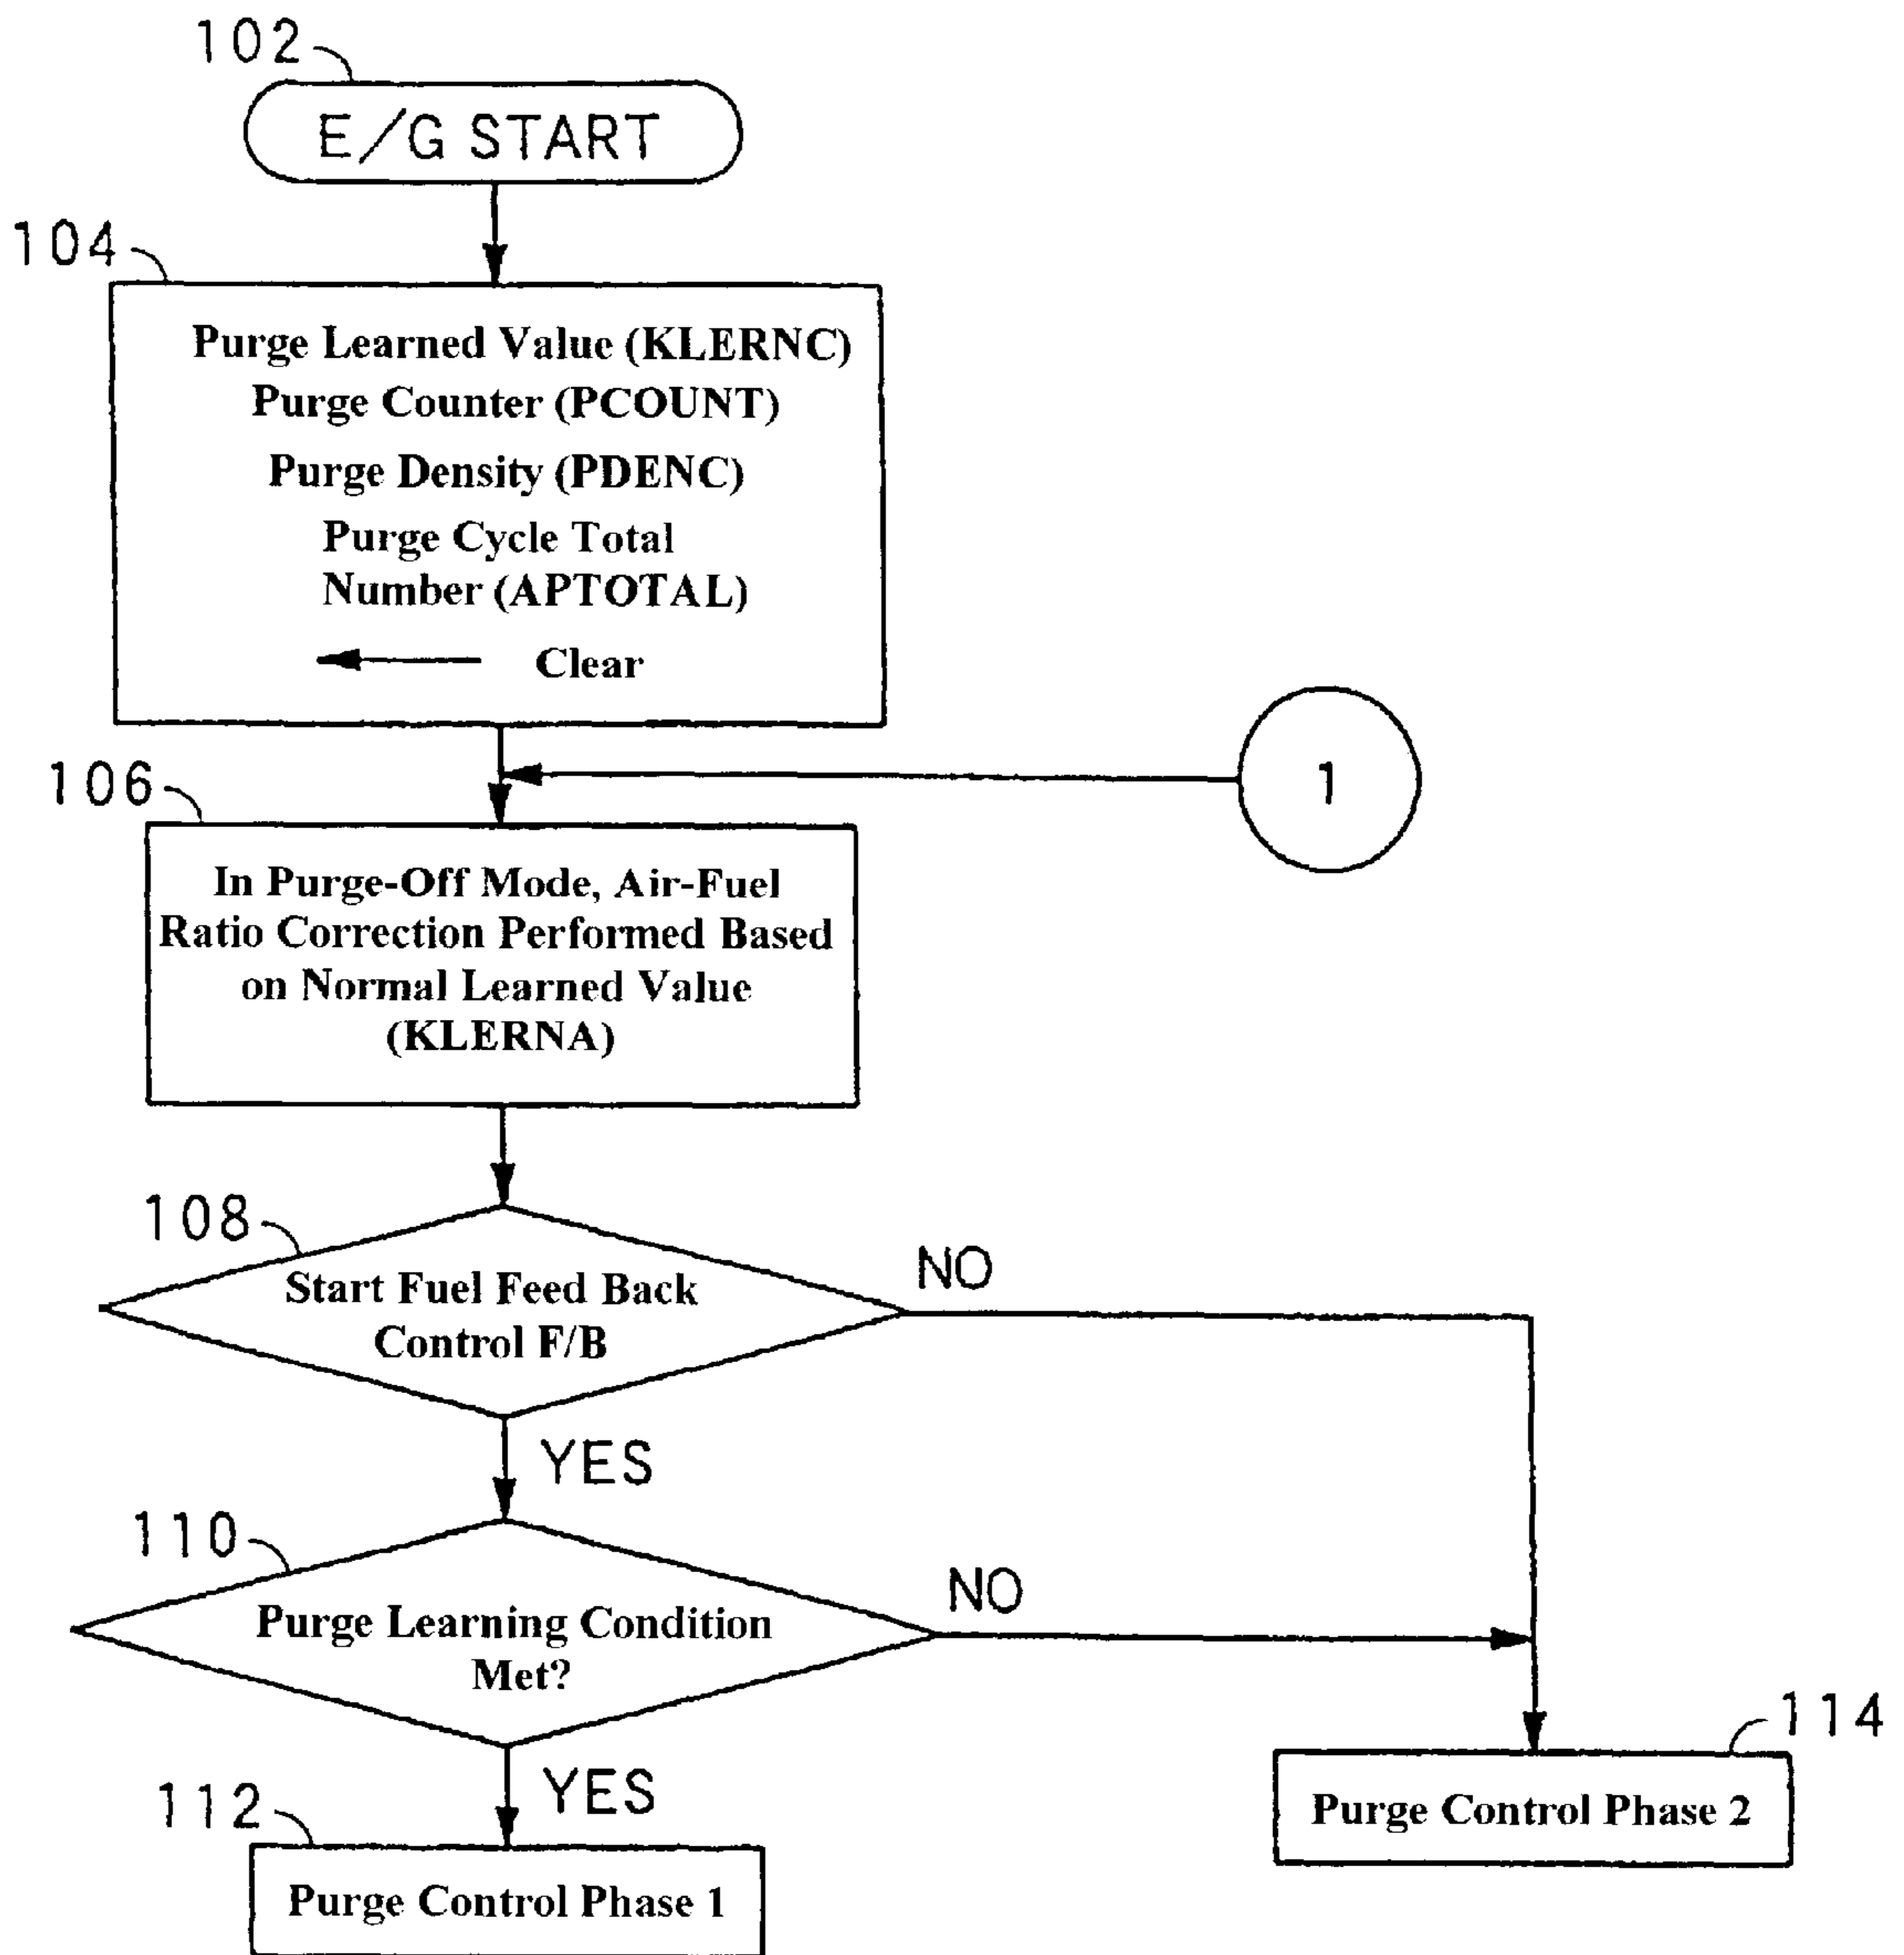 102
E/G START
104
Purge Learned Value (KLERNC)
Purge Counter (PCOUNT)
Purge Density (PDENC)
Purge Cycle Total
Number (APTOTAL)
Clear
1
106
In Purge-Off Mode, Air-Fuel
Ratio Correction Performed Based
on Normal Learned Value
(KLERNA)
108
Start Fuel Feed Back
Control F/B
NO
YES
110
Purge Learning Condition
Met?
NO
YES
114
Purge Control Phase 2
112
Purge Control Phase 1